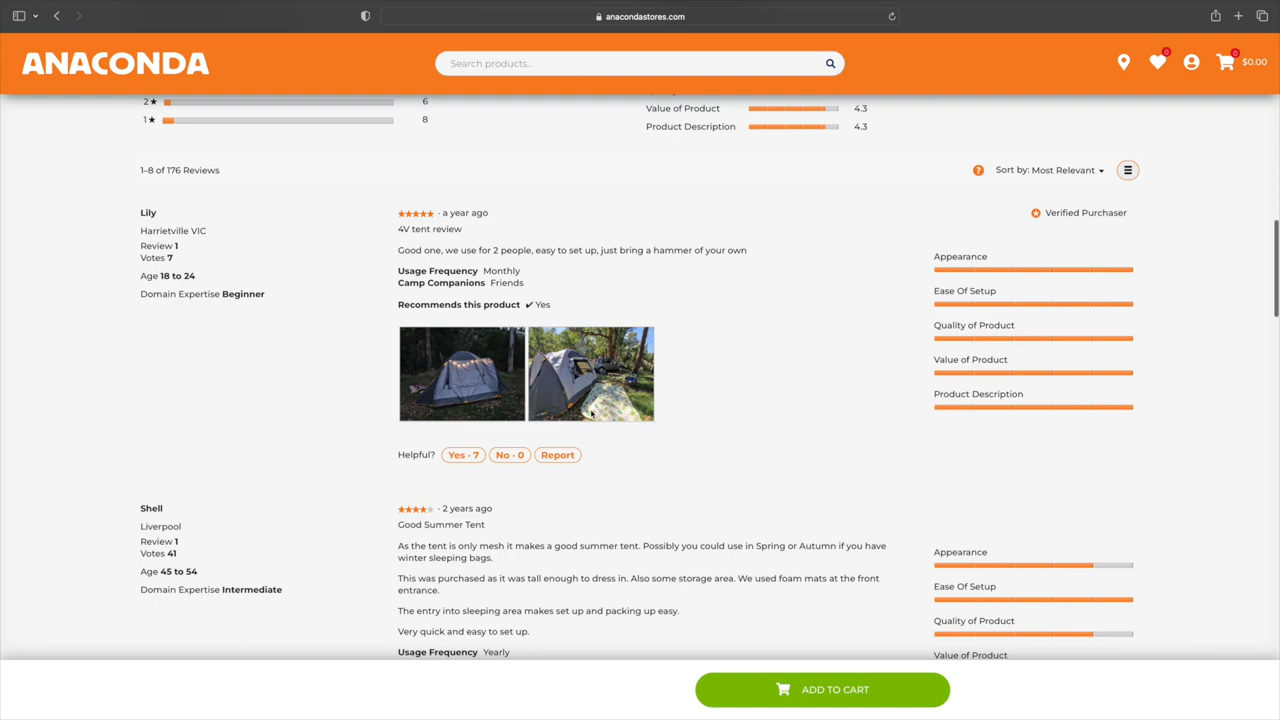 anacondastores.com
ANACONDA
Search products...
0
0
$0.00
2★ 6
1★ 8
Value of Product 4.3
Product Description 4.3
1–8 of 176 Reviews
? Sort by: Most Relevant
Lily
Harrietville VIC
Review 1
Votes 7
Age 18 to 24
Domain Expertise Beginner
★★★★★ · a year ago
4V tent review
Good one, we use for 2 people, easy to set up, just bring a hammer of your own
Usage Frequency Monthly
Camp Companions Friends
Recommends this product ✔ Yes
Helpful? Yes · 7 No · 0 Report
Verified Purchaser
Appearance
Ease Of Setup
Quality of Product
Value of Product
Product Description
Shell
Liverpool
Review 1
Votes 41
Age 45 to 54
Domain Expertise Intermediate
★★★★★ · 2 years ago
Good Summer Tent
As the tent is only mesh it makes a good summer tent. Possibly you could use in Spring or Autumn if you have
winter sleeping bags.
This was purchased as it was tall enough to dress in. Also some storage area. We used foam mats at the front
entrance.
The entry into sleeping area makes set up and packing up easy.
Very quick and easy to set up.
Usage Frequency Yearly
Appearance
Ease Of Setup
Quality of Product
Value of Product
ADD TO CART